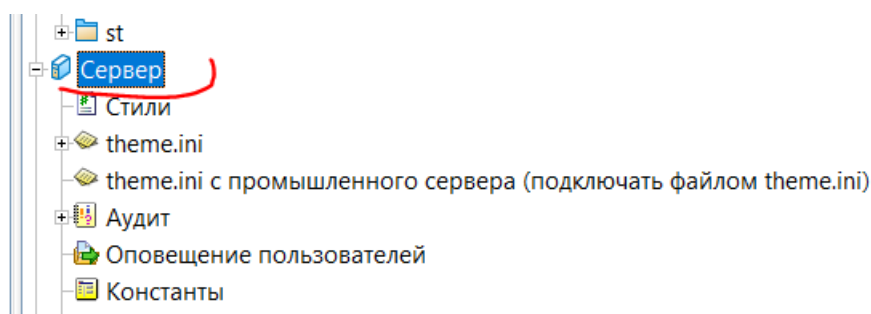 st
Сервер
Стили
theme.ini
theme.ini с промышленного сервера (подключать файлом theme.ini)
Аудит
Оповещение пользователей
Константы